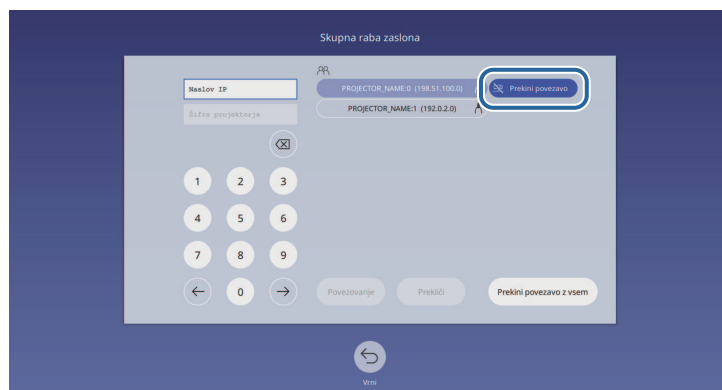 Skupna raba zaslona
Naslov IP
Šifra projektorja
PROJECTOR_NAME:0 (198.51.100.0)
Prekini povezavo
PROJECTOR_NAME:1 (192.0.2.0)
1 2 3
4 5 6
7 8 9
0
Povezovanje
Prekliči
Prekini povezavo z vsem
Vrni